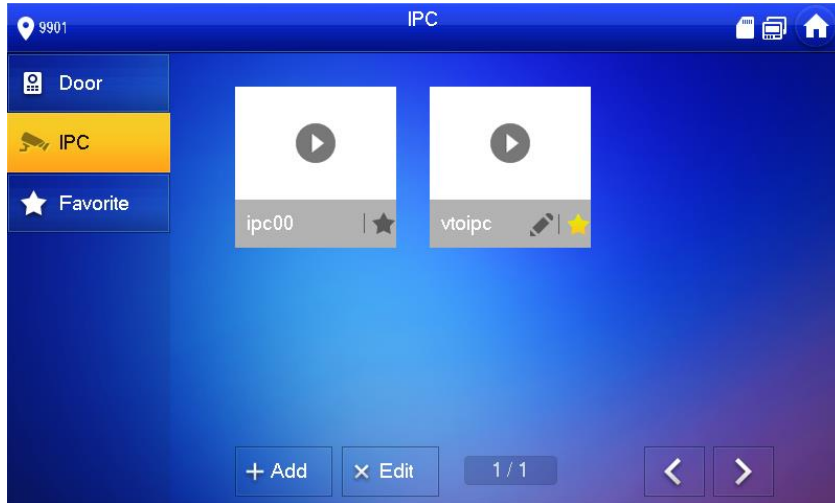 9901
IPC
Door
IPC
Favorite
ipc00
vtoipc
+ Add
× Edit
1 / 1